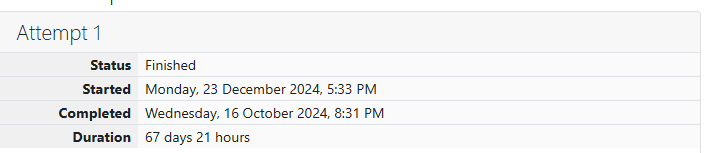 Attempt 1
Status Finished
Started Monday, 23 December 2024, 5:33 PM
Completed Wednesday, 16 October 2024, 8:31 PM
Duration 67 days 21 hours